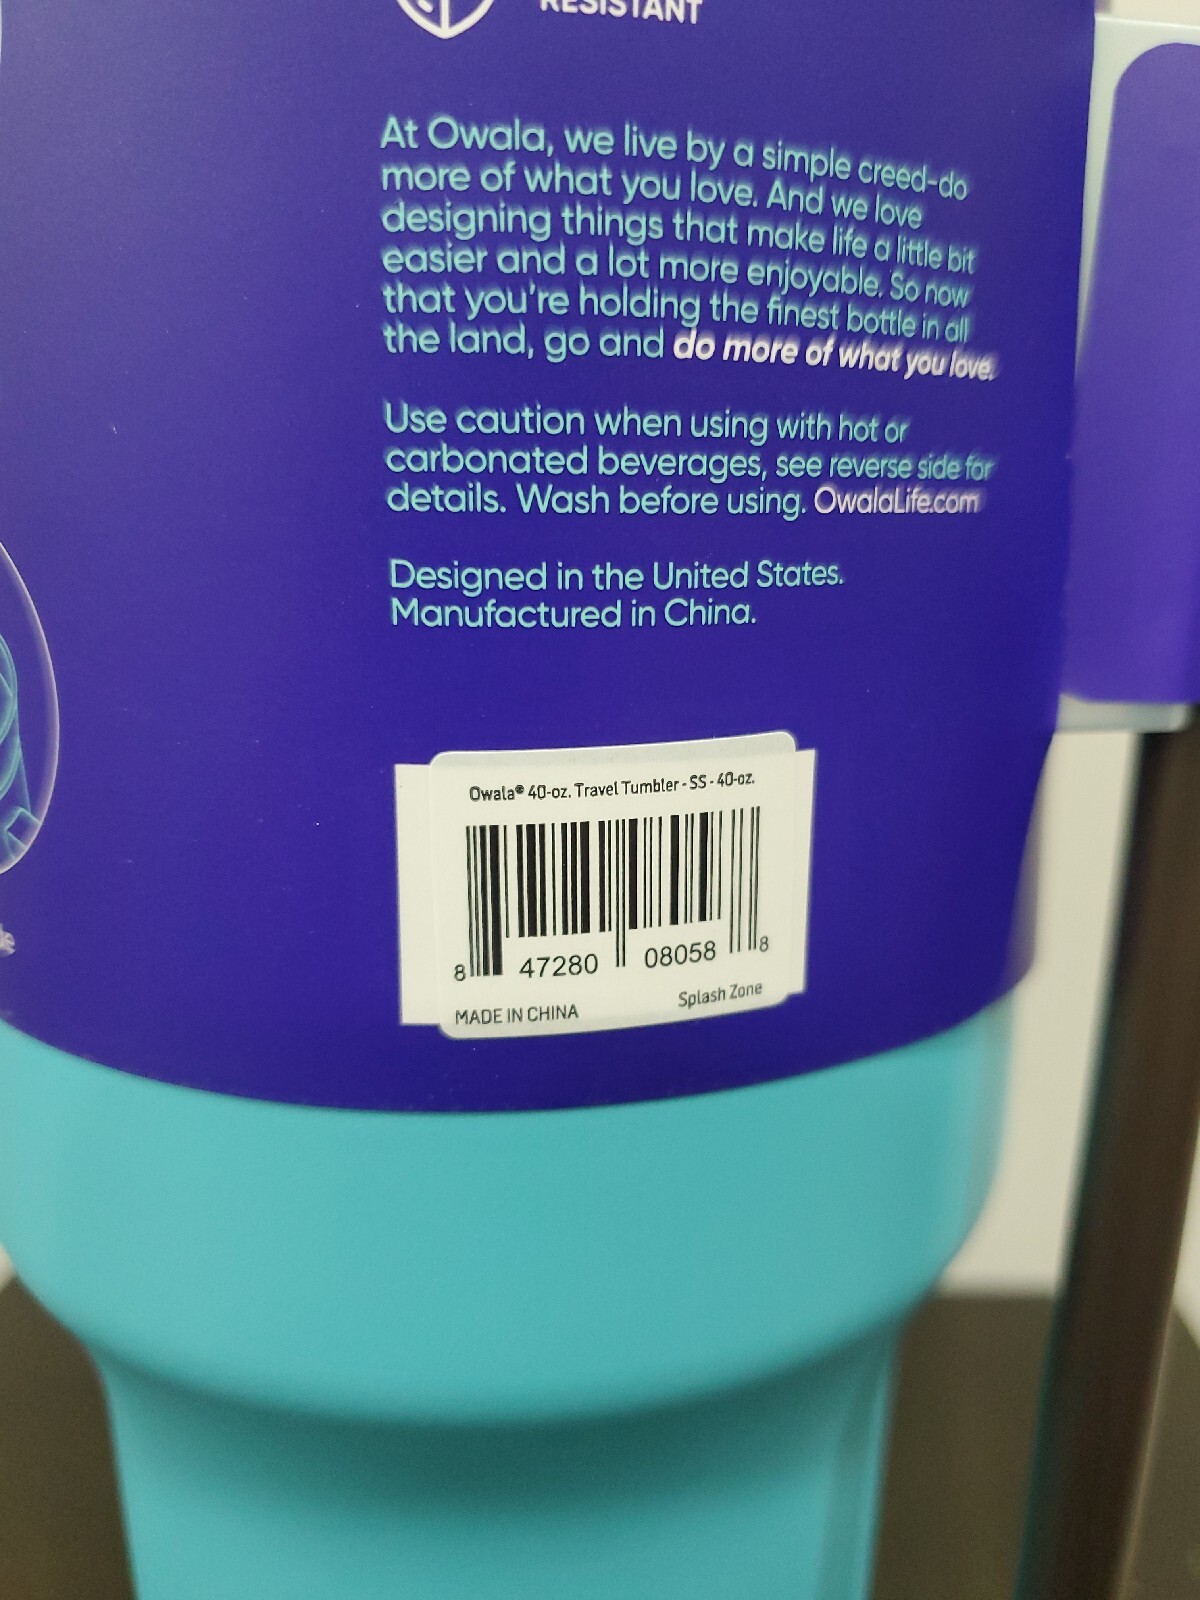 RESISTANT
At Owala, we live by a simple creed-do
more of what you love. And we love
designing things that make life a little bit
easier and a lot more enjoyable. So now
that you're holding the finest bottle in all
the land, go and do more of what you love.
Use caution when using with hot or
carbonated beverages, see reverse side for
details. Wash before using. OwalaLife.com
Designed in the United States.
Manufactured in China.
Owala® 40-oz. Travel Tumbler - SS - 40-oz.
8 47280 08058 8
MADE IN CHINA
Splash Zone